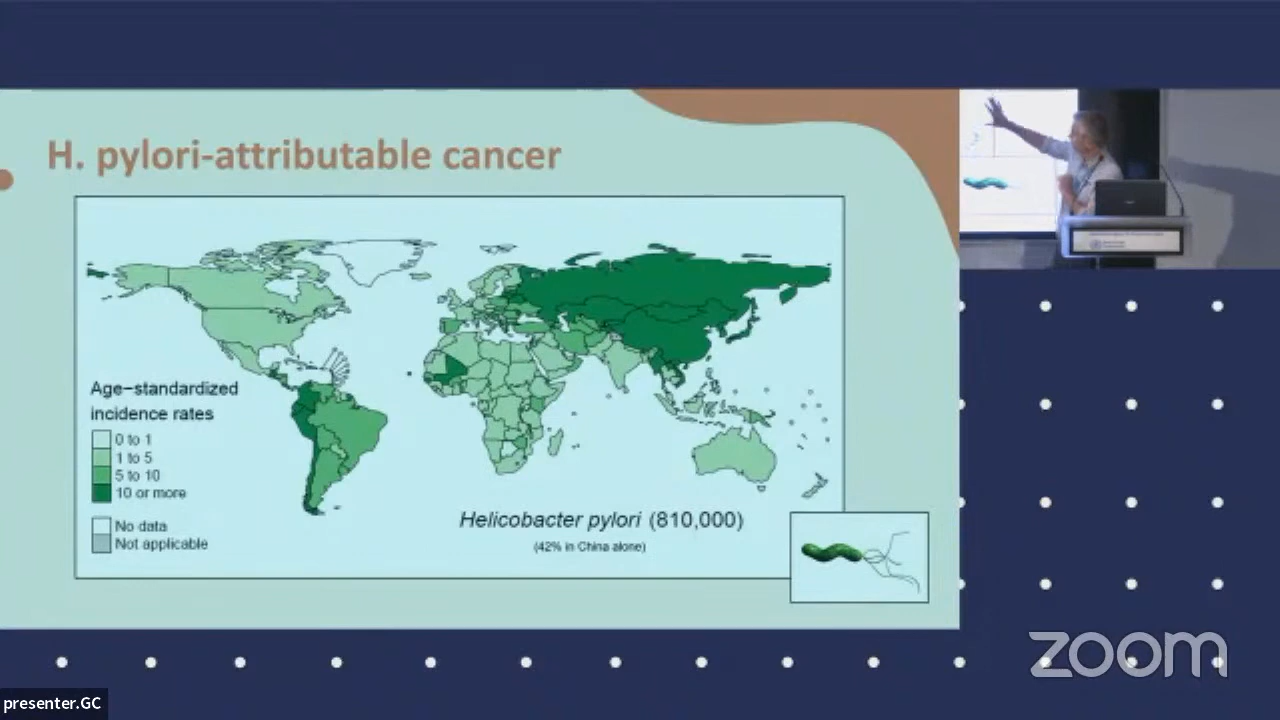 H. pylori-attributable cancer
Age-standardized
incidence rates
0 to 1
1 to 5
5 to 10
10 or more
No data
Not applicable
Helicobacter pylori (810,000)
(42% in China alone)
zoom
presenter.GC